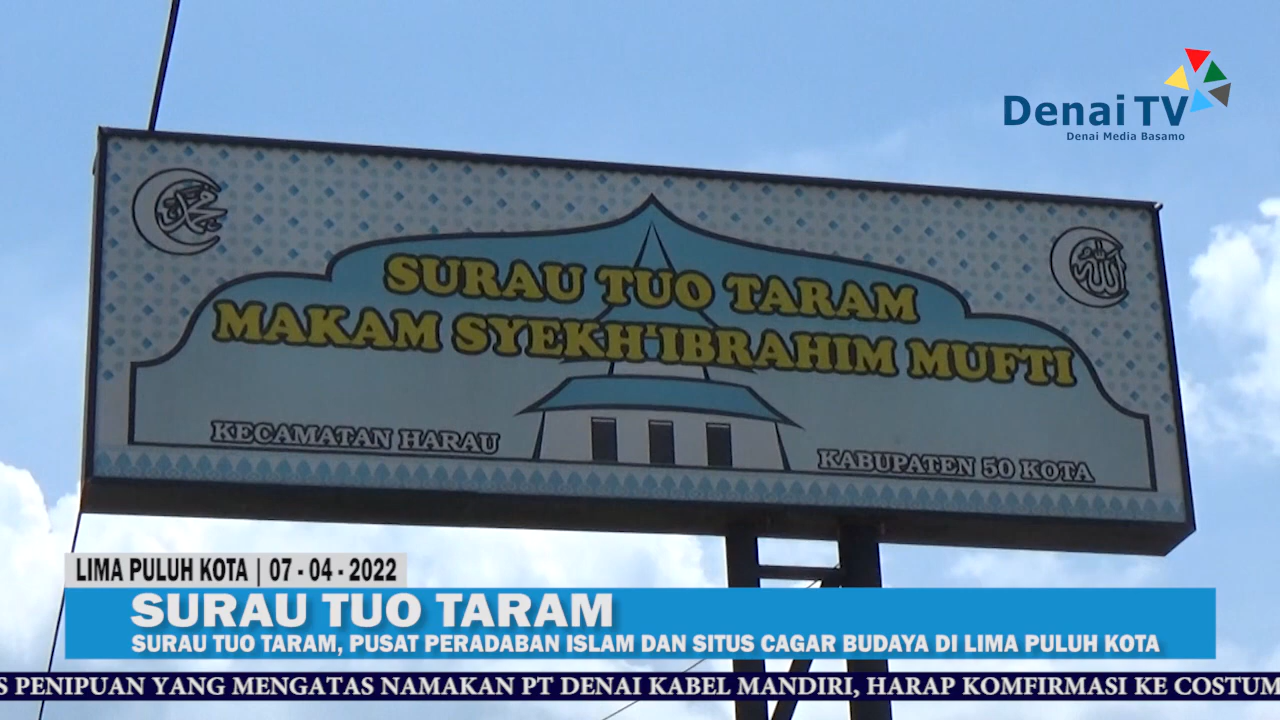 Denai TV
Denai Media Basamo
محمد
الله
SURAU TUO TARAM
MAKAM SYEKH IBRAHIM MUFTI
KECAMATAN HARAU
KABUPATEN 50 KOTA
LIMA PULUH KOTA | 07 - 04 - 2022
SURAU TUO TARAM
SURAU TUO TARAM, PUSAT PERADABAN ISLAM DAN SITUS CAGAR BUDAYA DI LIMA PULUH KOTA
S PENIPUAN YANG MENGATAS NAMAKAN PT DENAI KABEL MANDIRI, HARAP KOMFIRMASI KE COSTUM